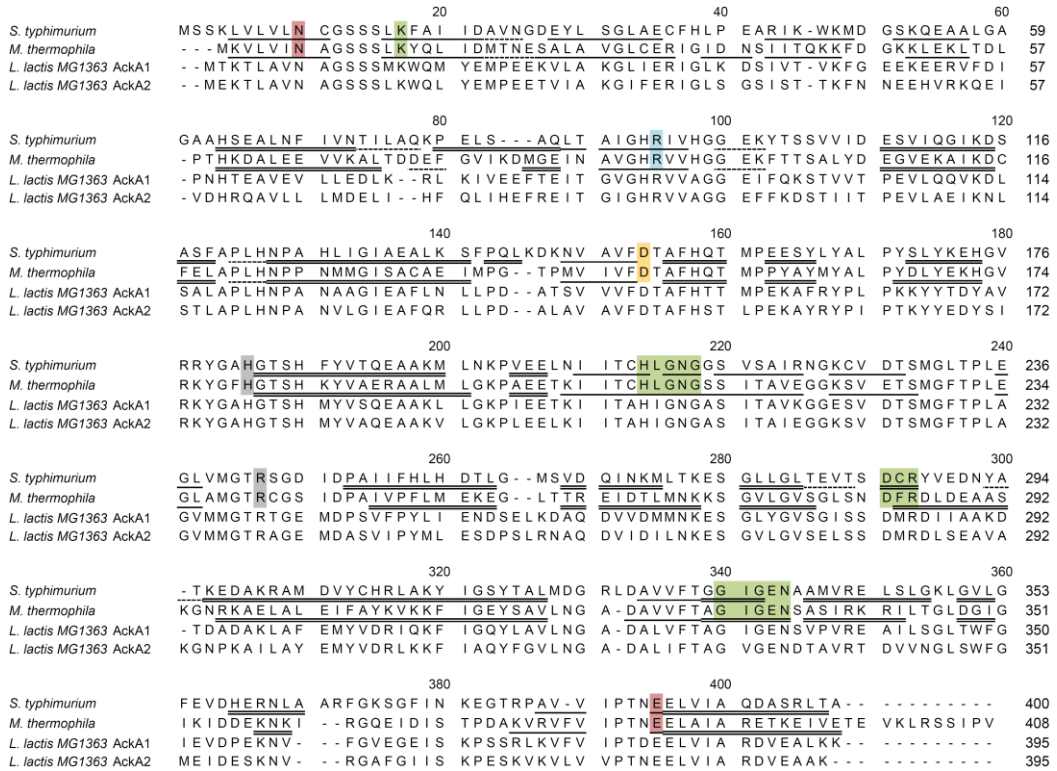 20 40 60
S. typhimurium MSSKLVLVLN CGSSSLKFAI IDAVNGDEYL SGLAECFHLP EARIK-WKMD GSKQEAALGA 59
M. thermophila --MKVLVINA GSSSLKYQLI DMTNESALAV GLCERIGIDN SIITQKKFDG KKLEKLTDL 57
L. lactis MG1363 AckA1 --MTKTLAVN AGSSSMKWQM YEMPEEKVLA KGLIERIGLK DSIVT-VKFG EEKEERVFDI 57
L. lactis MG1363 AckA2 --MEKTLAVN AGSSSLKWQL YEMPEETVIA KGIFERIGLS GSIST-TKFN NEEHVRKQEI 57
80 100 120
S. typhimurium GAAHSEALNF IVNTILAQKP ELS---AQLT AIGHRIVHGG EKYTSSVVID ESVIQGIKDS 116
M. thermophila -PTHKDALEE VVKALTDDEF GVIKDMGEIN AVGHRVVHGG EKFTTSALYD EGVEKAIKDC 116
L. lactis MG1363 AckA1 -PNHTEAVEV LLEDLK--RL KIVEEFTEIT GVGHRVVAGG EIFQKSTVVT PEVLQQVKDL 114
L. lactis MG1363 AckA2 -VDHRQAVLL LMDELI--HF QLIHEFREIT GIGHRVVAGG EFFKDSTIIT PEVLAEIKNL 114
140 160 180
S. typhimurium ASFAPLHNPA HLIGIAEALK SFPQLKDKNV AVFDTAFHQT MPEESYLYAL PYSLYKEHGV 176
M. thermophila FELAPLHNPP NMMGISACAE IMPG--TPMV IVFDTAFHQT MPPYAYMYAL PYDLYEKHGV 174
L. lactis MG1363 AckA1 SALAPLHNPA NAAGIEAFLN LLPD--ATSV VVFDTAFHTT MPEKAFRYPL PKKYYTDYAV 172
L. lactis MG1363 AckA2 STLAPLHNPA NVLGIEAFQR LLPD--ALAV AVFDTAFHST LPEKAYRYPI PTKYYEDYSI 172
200 220 240
S. typhimurium RRYGAHGTSH FYVTQEAAKM LNKPVEELNI ITCHLGNGGS VSAIRNGKCV DTSMGLTPLE 236
M. thermophila RKYGFHGTSH KYVAERAALM LGKPAEETKI ITCHLGNGSS ITAVEGGKSV ETSMGFTPLE 234
L. lactis MG1363 AckA1 RKYGAHGTSH MYVSQEAAKL LGKPIEETKI ITAHIGNGAS ITAVKGGESV DTSMGFTPLA 232
L. lactis MG1363 AckA2 RKYGAHGTSH MYVAQEAAKV LGKPLEELKI ITAHIGNGAS ITAIEGGKSV DTSMGFTPLA 232
260 280 300
S. typhimurium GLVMGTRSGD IDPAIIFHLH DTLG--MSVD QINKMLTKES GLLGLTEVTS DCRYVEDNYA 294
M. thermophila GLAMGTRCGS IDPAIVPFLM EKEG--LTTR EIDTLMNKKS GVLGVSGLSN DFRDLDEAAS 292
L. lactis MG1363 AckA1 GVMMGTRTGE MDPSVFPYLI ENDSELKDAQ DVVDMMNKES GLYGVSGISS DMRDIIAAKD 292
L. lactis MG1363 AckA2 GVMMGTRAGE MDASVIPYML ESDPSLRNAQ DVIDILNKES GVLGVSELSS DMRDLSEAVA 292
320 340 360
S. typhimurium -TKEDAKRAM DVYCHRLAKY IGSYTALMDG RLDAVVFTGG IGENAAMVRE LSLGKLGVLG 353
M. thermophila KGNRKAELAL EIFAYKVKKF IGEYSAVLNG A-DAVVFTAG IGENSASIRK RILTGLDGIG 351
L. lactis MG1363 AckA1 -TDADAKLAF EMYVDRIQKF IGQYLAVLNG A-DALVFTAG IGENSVPVRE AILSGLTWFG 350
L. lactis MG1363 AckA2 KGNPKAILAY EMYVDRLKKF IAQYFGVLNG A-DALIFTAG VGENDTAVRT DVVNGLSWFG 351
380 400
S. typhimurium FEVDHERNLA ARFGKSGFIN KEGTRPAV-V IPTNEELVIA QDASRLTA-- ---------- 400
M. thermophila IKIDDEKNKI -RGQEIDIST PDAKVRVFVI PTNEELAIAR ETKEIVETEV KLRSSIPV 408
L. lactis MG1363 AckA1 IEVDPEKNV- --FGVEGEIS KPSSRLKVFV IPTDEELVIA RDVEALKK-- ---------- 395
L. lactis MG1363 AckA2 MEIDESKNV- --RGAFGIIS KPESKVKVLV VPTNEELVIA RDVEAAK--- ---------- 395